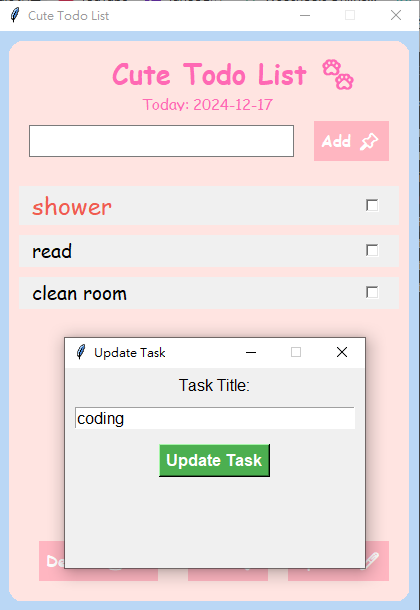 Cute Todo List
Cute Todo List
Today: 2024-12-17
Add
shower
read
clean room
Update Task
Task Title:
coding
Update Task